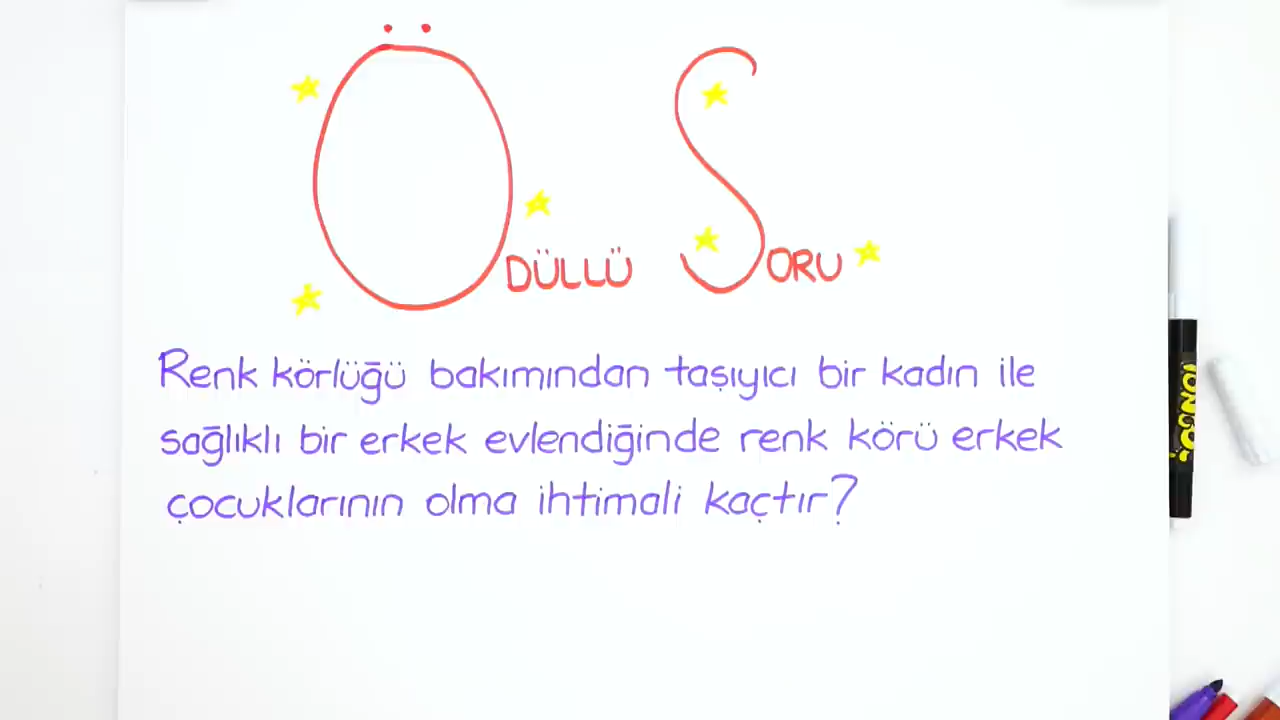 ÖDÜLLÜ SORU
Renk körlüğü bakımından taşıyıcı bir kadın ile
sağlıklı bir erkek evlendiğinde renk körü erkek
çocuklarının olma ihtimali kaçtır?